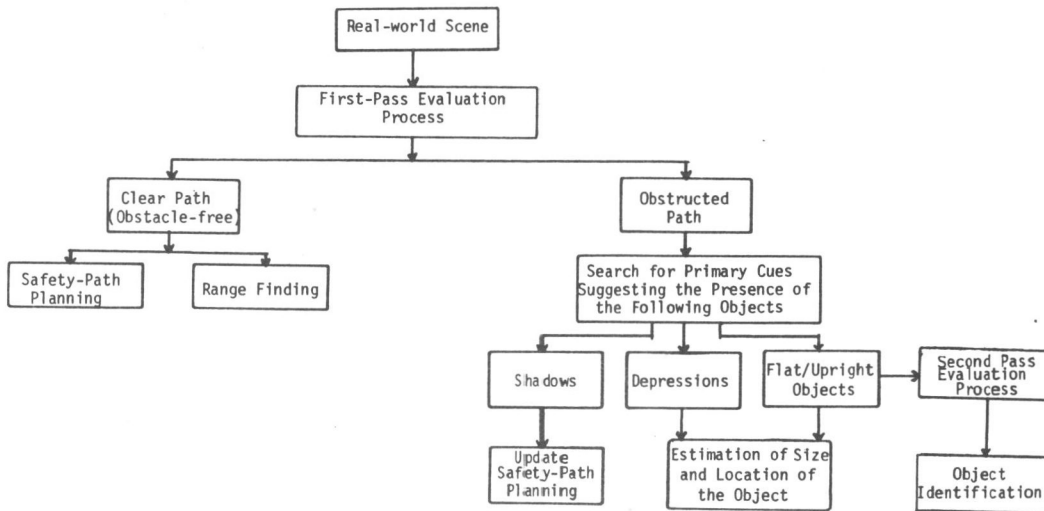 Real-world Scene
First-Pass Evaluation
Process
Clear Path
(Obstacle-free)
Obstructed
Path
Safety-Path
Planning
Range Finding
Search for Primary Cues
Suggesting the Presence of
the Following Objects
Shadows
Depressions
Flat/Upright
Objects
Second Pass
Evaluation
Process
Update
Safety-Path
Planning
Estimation of Size
and Location of
the Object
Object
Identification